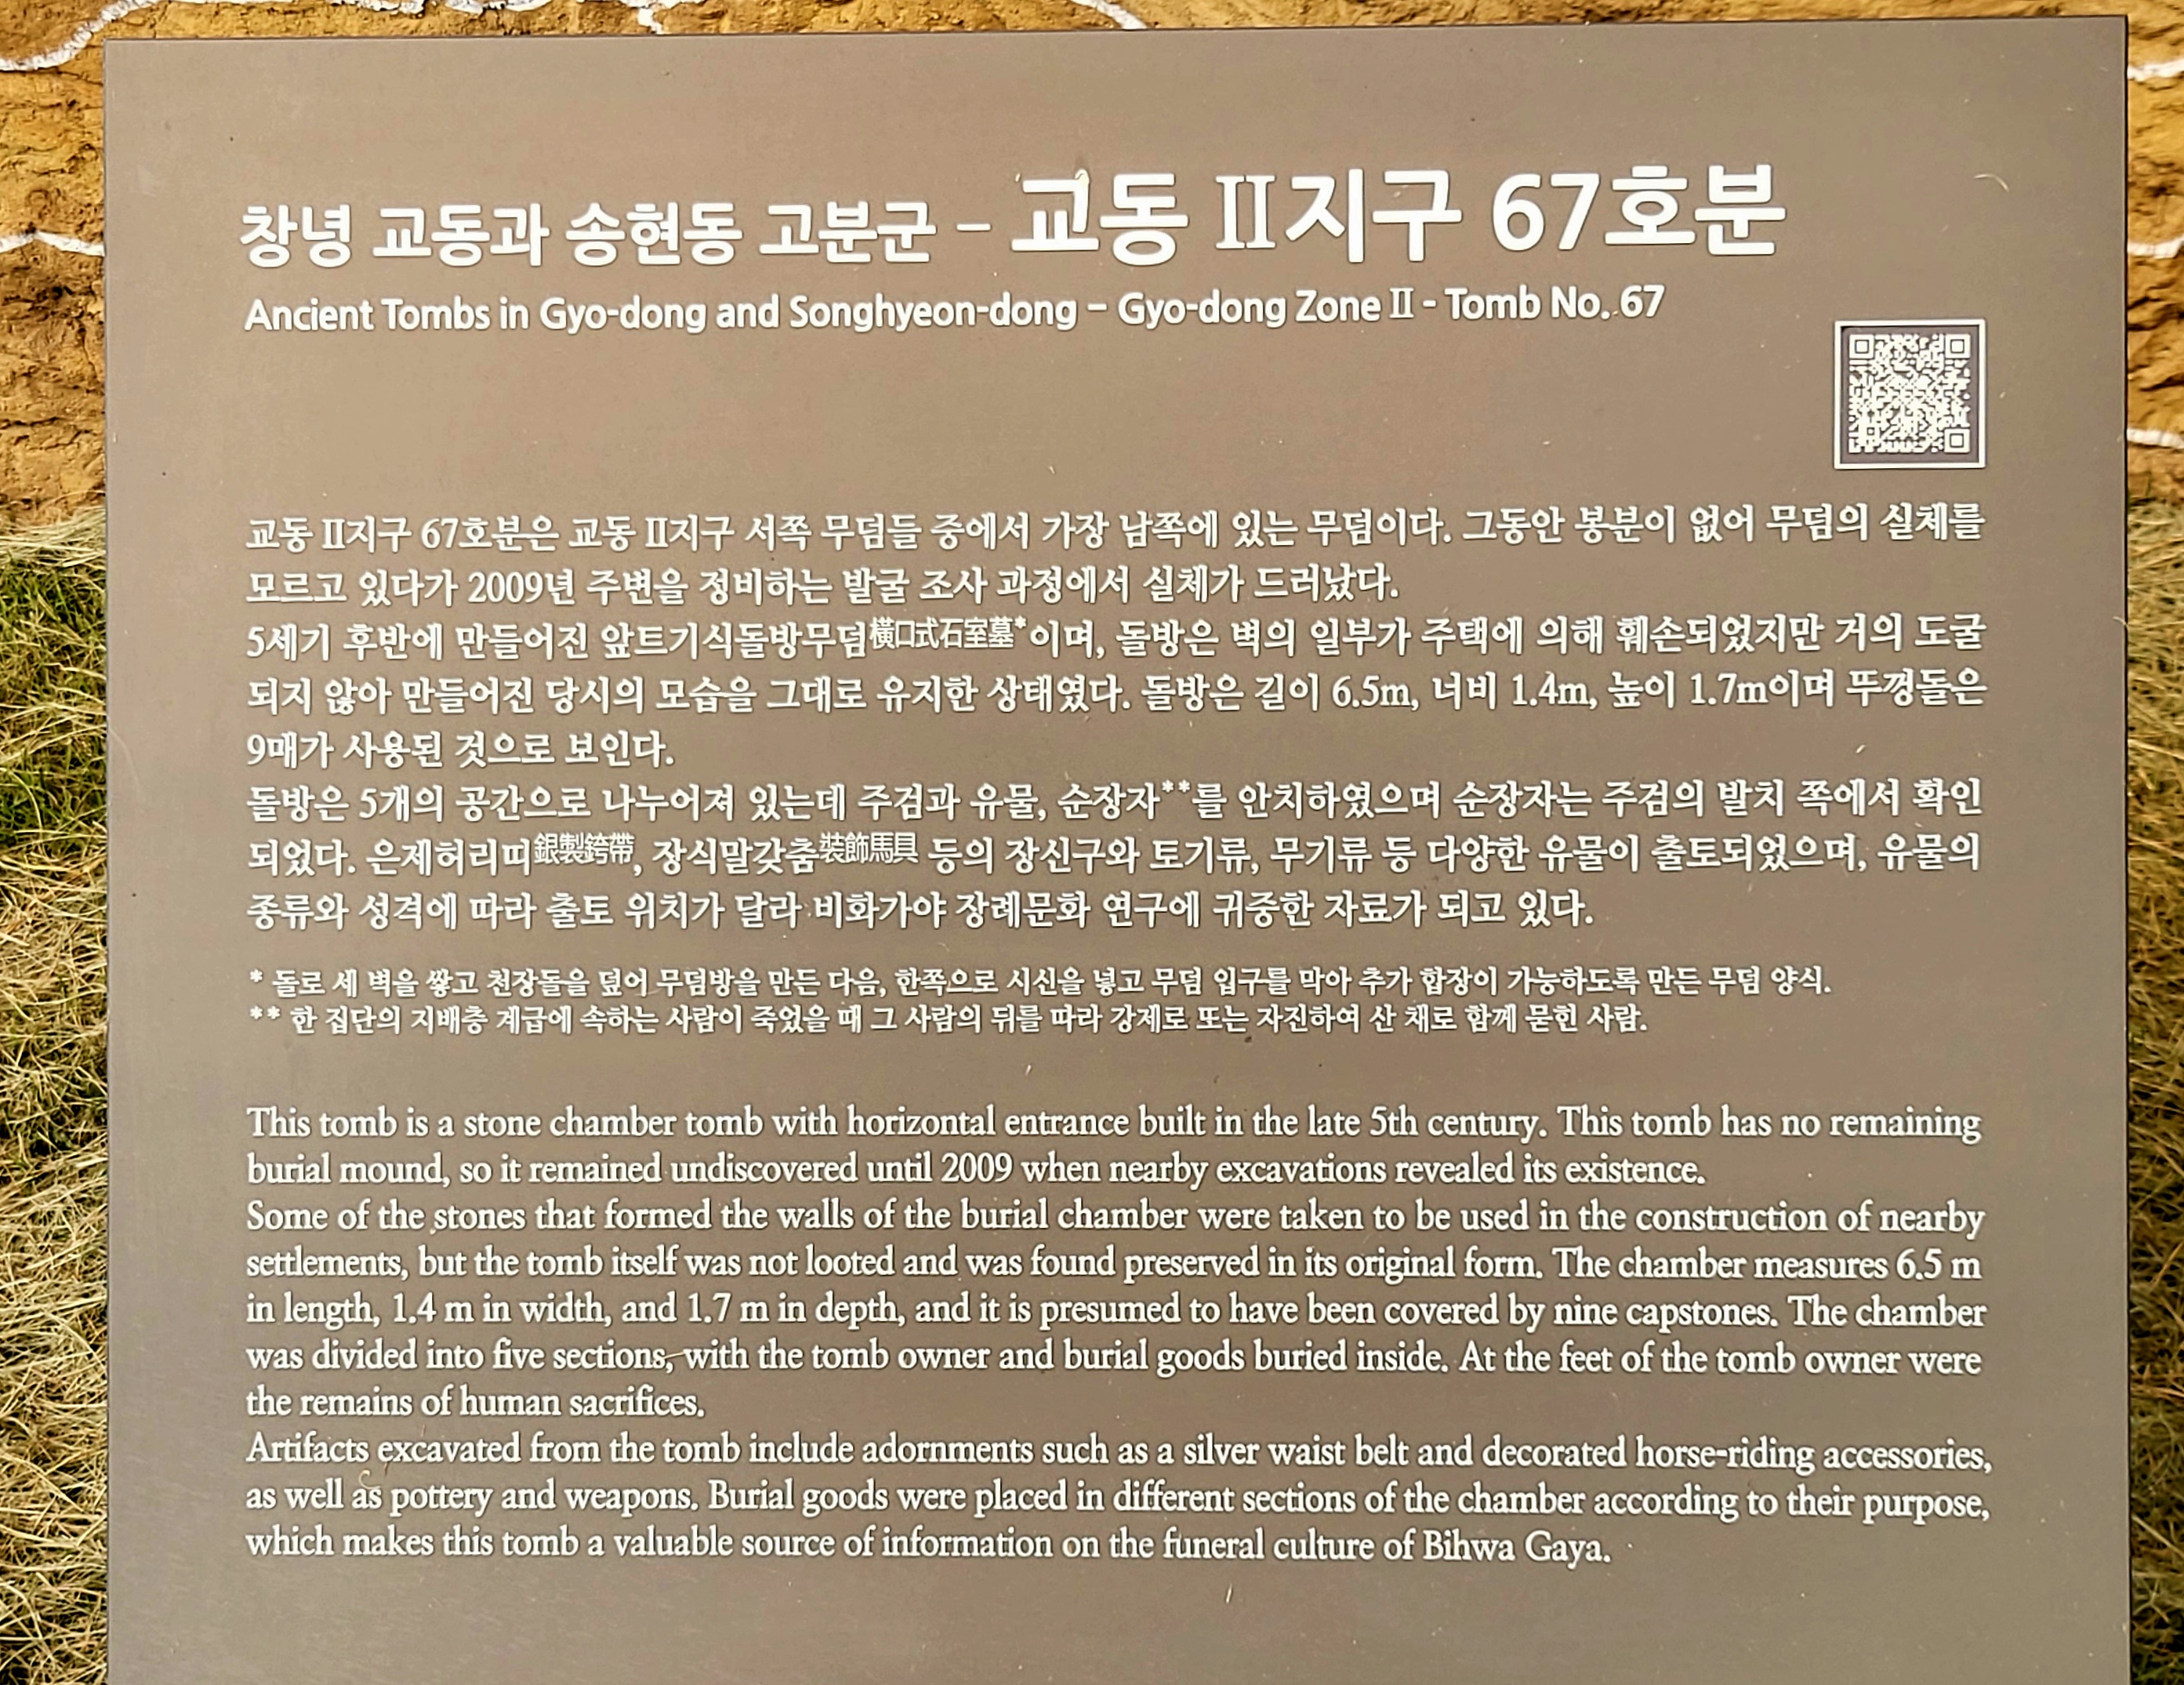 창녕 교동과 송현동 고분군 – 교동 Ⅱ지구 67호분
Ancient Tombs in Gyo-dong and Songhyeon-dong – Gyo-dong Zone Ⅱ - Tomb No. 67
교동 Ⅱ지구 67호분은 교동 Ⅱ지구 서쪽 무덤들 중에서 가장 남쪽에 있는 무덤이다. 그동안 봉분이 없어 무덤의 실체를
모르고 있다가 2009년 주변을 정비하는 발굴 조사 과정에서 실체가 드러났다.
5세기 후반에 만들어진 앞트기식돌방무덤橫口式石室墓*이며, 돌방은 벽의 일부가 주택에 의해 훼손되었지만 거의 도굴
되지 않아 만들어진 당시의 모습을 그대로 유지한 상태였다. 돌방은 길이 6.5m, 너비 1.4m, 높이 1.7m이며 뚜껑돌은
9매가 사용된 것으로 보인다.
돌방은 5개의 공간으로 나누어져 있는데 주검과 유물, 순장자**를 안치하였으며 순장자는 주검의 발치 쪽에서 확인
되었다. 은제허리띠銀製銙帶, 장식말갖춤裝飾馬具 등의 장신구와 토기류, 무기류 등 다양한 유물이 출토되었으며, 유물의
종류와 성격에 따라 출토 위치가 달라 비화가야 장례문화 연구에 귀중한 자료가 되고 있다.
* 돌로 세 벽을 쌓고 천장돌을 덮어 무덤방을 만든 다음, 한쪽으로 시신을 넣고 무덤 입구를 막아 추가 합장이 가능하도록 만든 무덤 양식.
** 한 집단의 지배층 계급에 속하는 사람이 죽었을 때 그 사람의 뒤를 따라 강제로 또는 자진하여 산 채로 함께 묻힌 사람.
This tomb is a stone chamber tomb with horizontal entrance built in the late 5th century. This tomb has no remaining
burial mound, so it remained undiscovered until 2009 when nearby excavations revealed its existence.
Some of the stones that formed the walls of the burial chamber were taken to be used in the construction of nearby
settlements, but the tomb itself was not looted and was found preserved in its original form. The chamber measures 6.5 m
in length, 1.4 m in width, and 1.7 m in depth, and it is presumed to have been covered by nine capstones. The chamber
was divided into five sections, with the tomb owner and burial goods buried inside. At the feet of the tomb owner were
the remains of human sacrifices.
Artifacts excavated from the tomb include adornments such as a silver waist belt and decorated horse-riding accessories,
as well as pottery and weapons. Burial goods were placed in different sections of the chamber according to their purpose,
which makes this tomb a valuable source of information on the funeral culture of Bihwa Gaya.